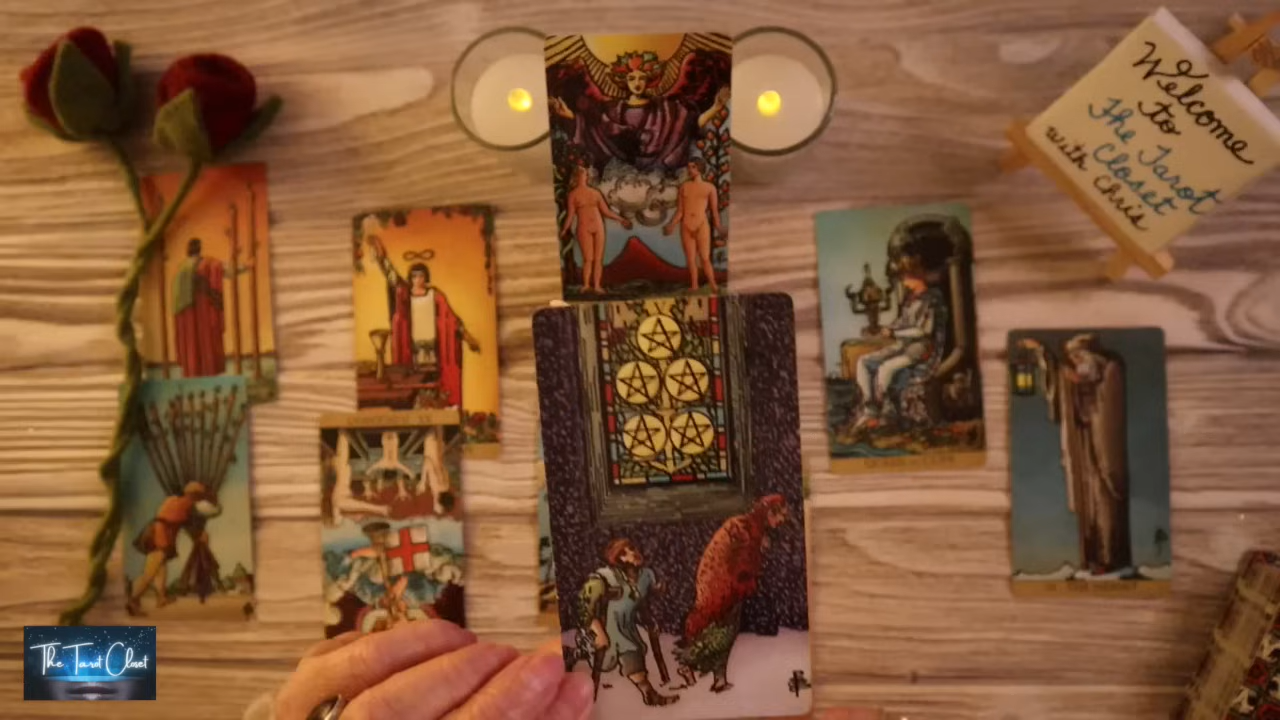 Welcome
to
The Tarot
Closet
with Chris
The Tarot Closet